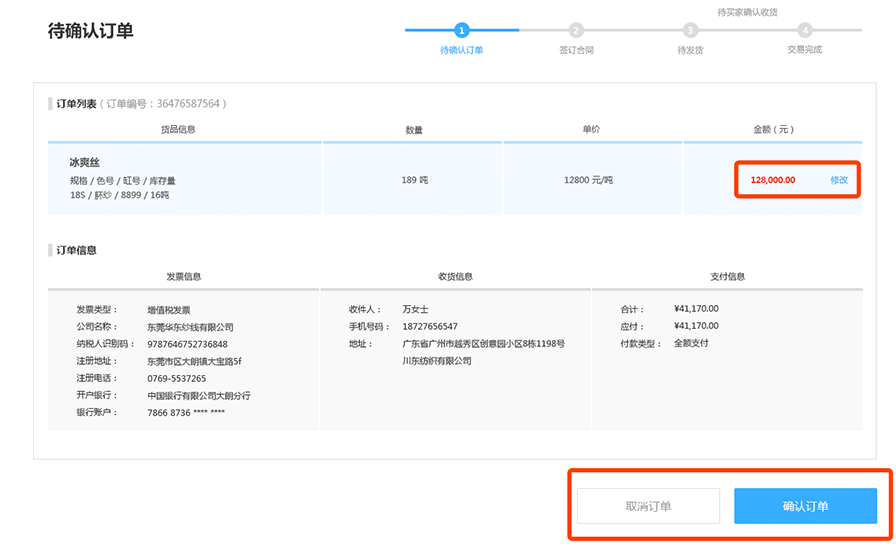 待买家确认收货
待确认订单
1 2 3 4
待确认订单 签订合同 待发货 交易完成
订单列表（订单编号：36476587564）
货品信息 数量 单价 金额（元）
冰爽丝
规格 / 色号 / 缸号 / 库存量
18S / 胚纱 / 8899 / 16吨
189 吨 12800 元/吨 128,000.00 修改
订单信息
发票信息 收货信息 支付信息
发票类型： 增值税发票 收件人： 万女士 合计： ¥41,170.00
公司名称： 东莞华东纱线有限公司 手机号码： 18727656547 应付： ¥41,170.00
纳税人识别码： 9787646752736848 地址： 广东省广州市越秀区创意园小区8栋1198号 付款类型： 全额支付
注册地址： 东莞市区大朗镇大宝路5f 川东纺织有限公司
注册电话： 0769-5537265
开户银行： 中国银行有限公司大朗分行
银行账户： 7866 8736 **** ****
取消订单 确认订单